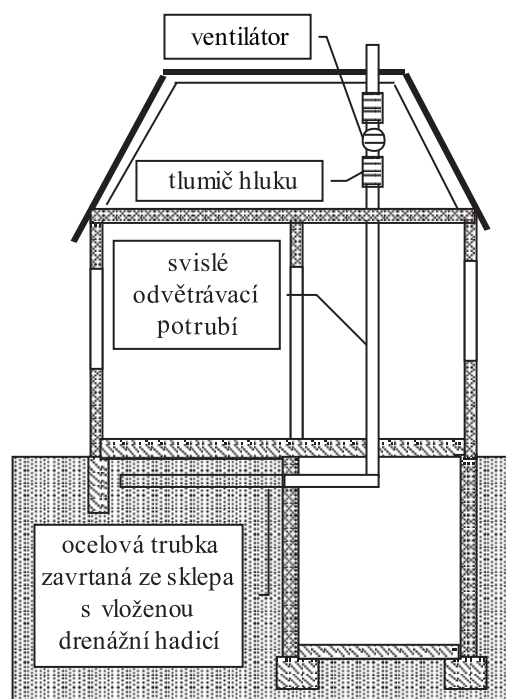 ventilátor
tlumič hluku
svislé
odvětrávací
potrubí
ocelová trubka
zavrtaná ze sklepa
s vloženou
drenážní hadicí